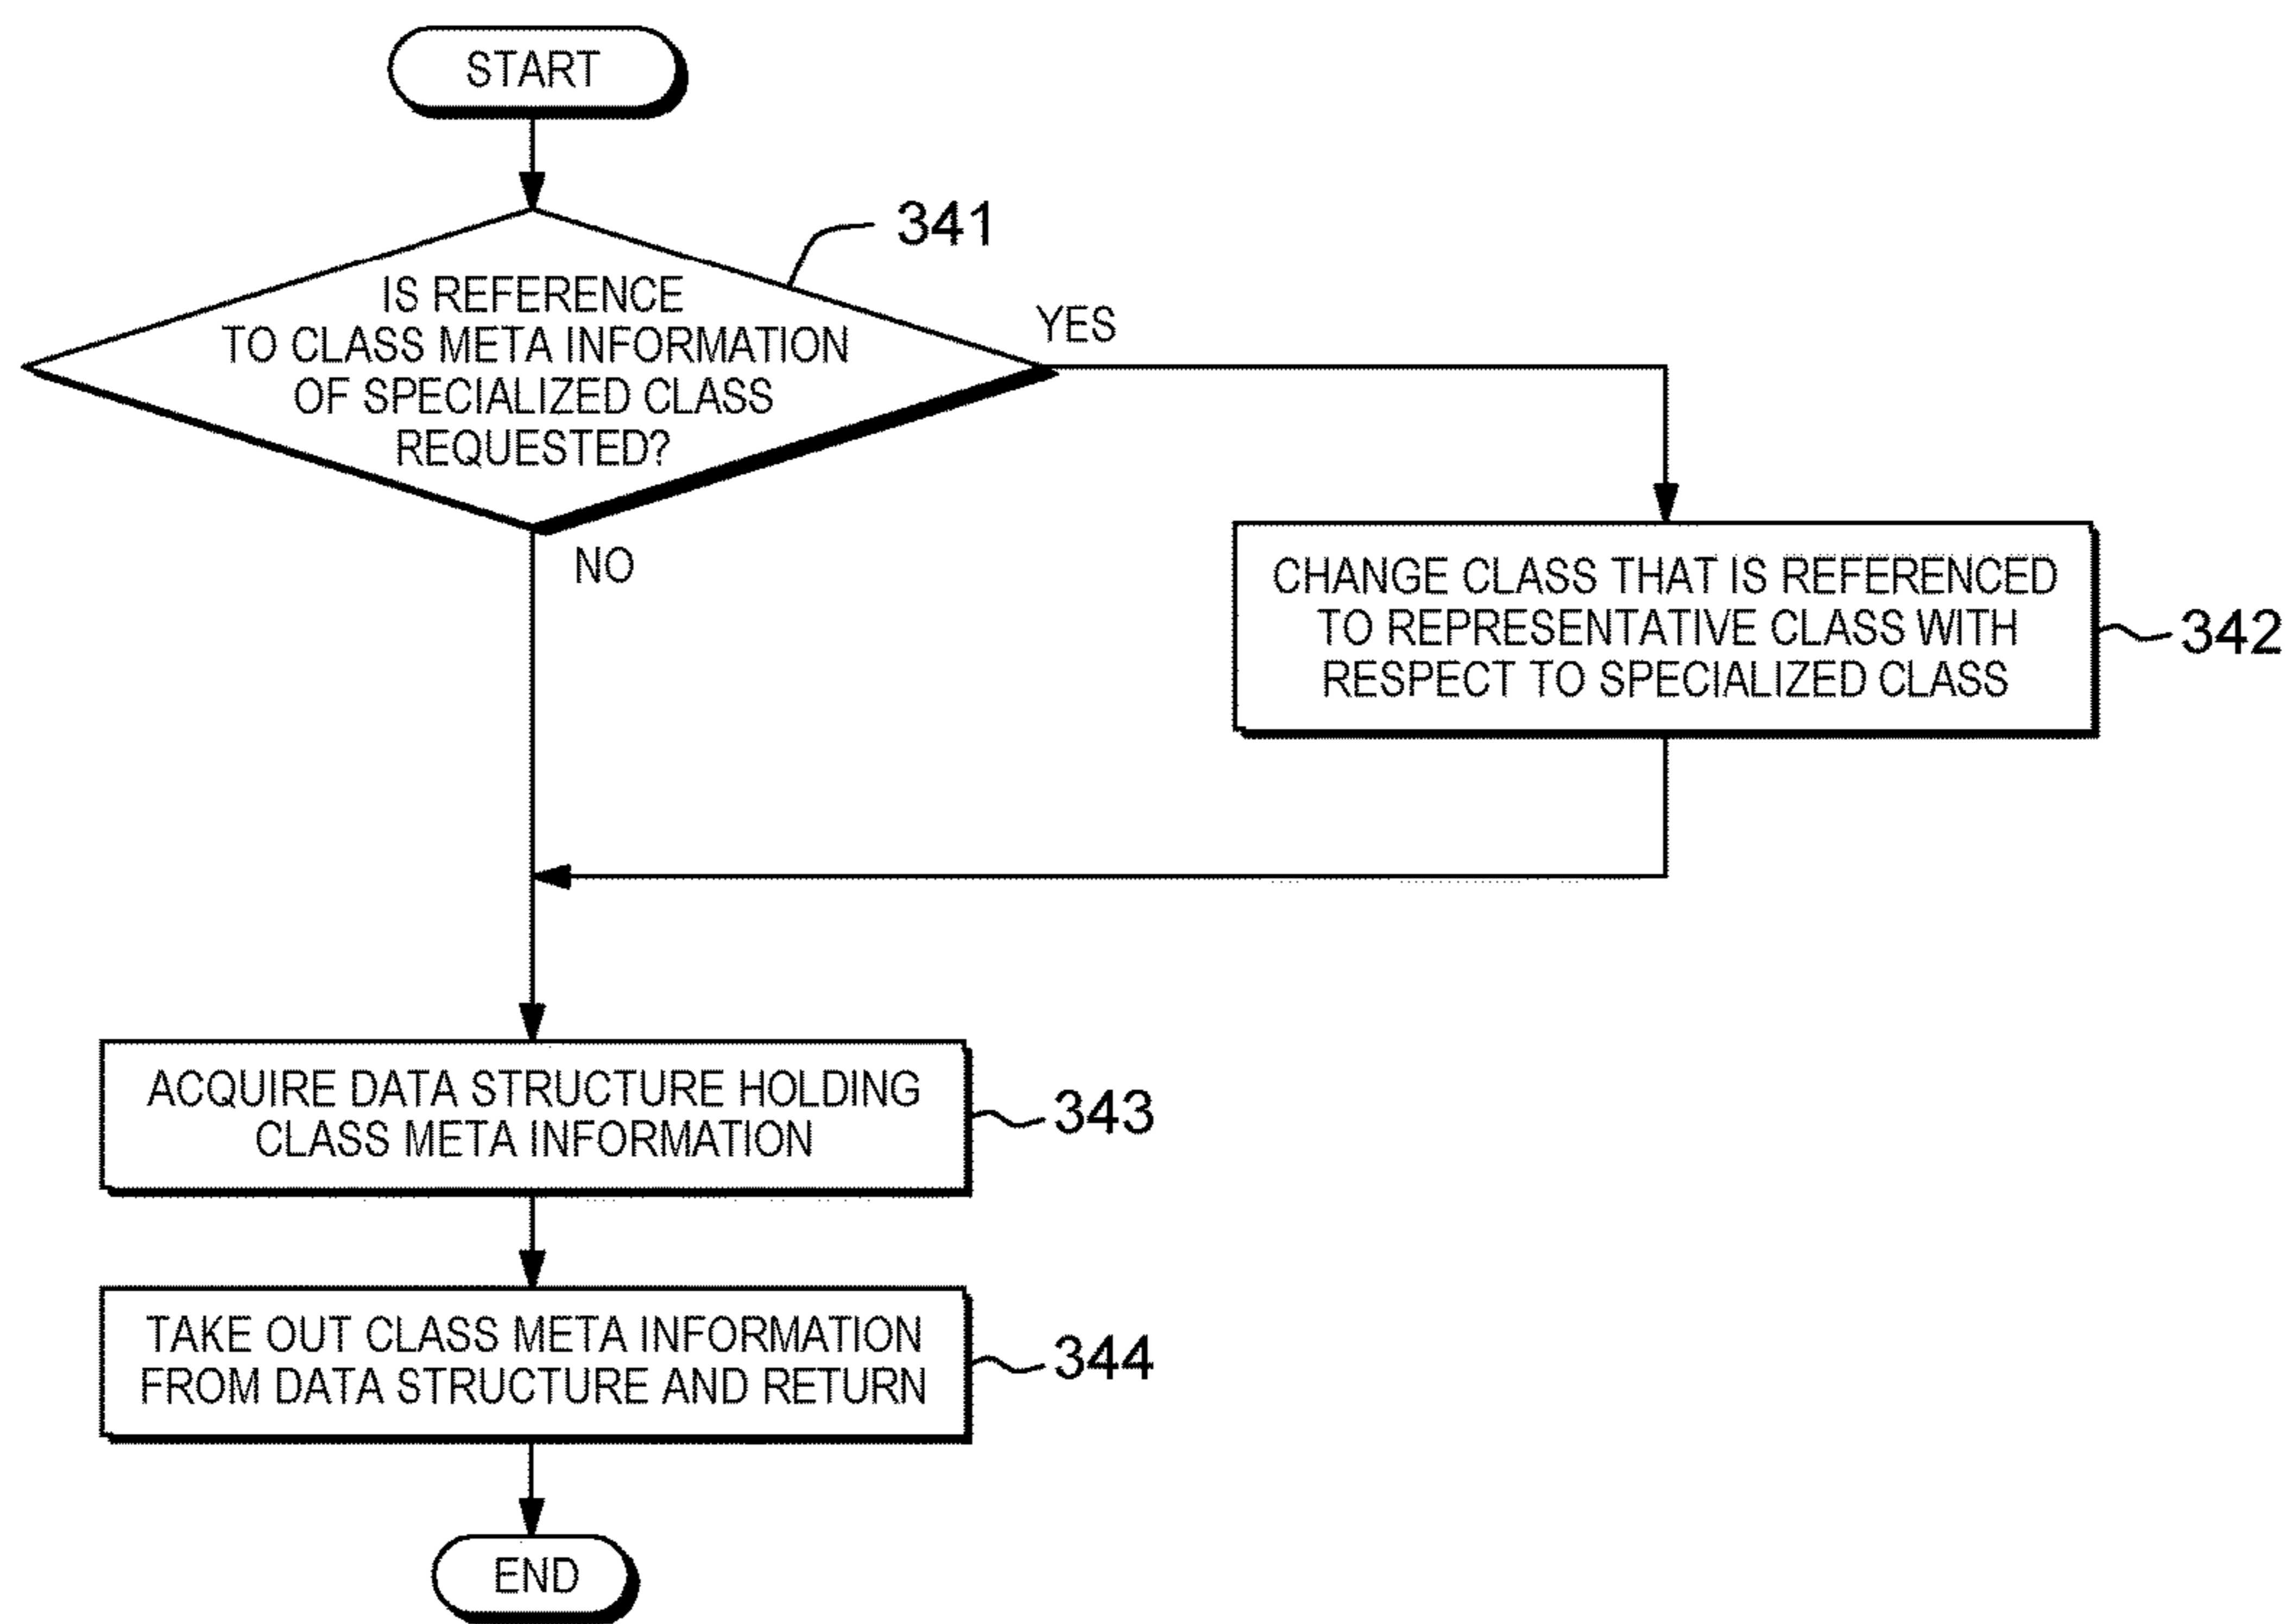 START
341
IS REFERENCE
TO CLASS META INFORMATION
OF SPECIALIZED CLASS
REQUESTED?
YES
NO
CHANGE CLASS THAT IS REFERENCED
TO REPRESENTATIVE CLASS WITH
RESPECT TO SPECIALIZED CLASS
342
ACQUIRE DATA STRUCTURE HOLDING
CLASS META INFORMATION
343
TAKE OUT CLASS META INFORMATION
FROM DATA STRUCTURE AND RETURN
344
END